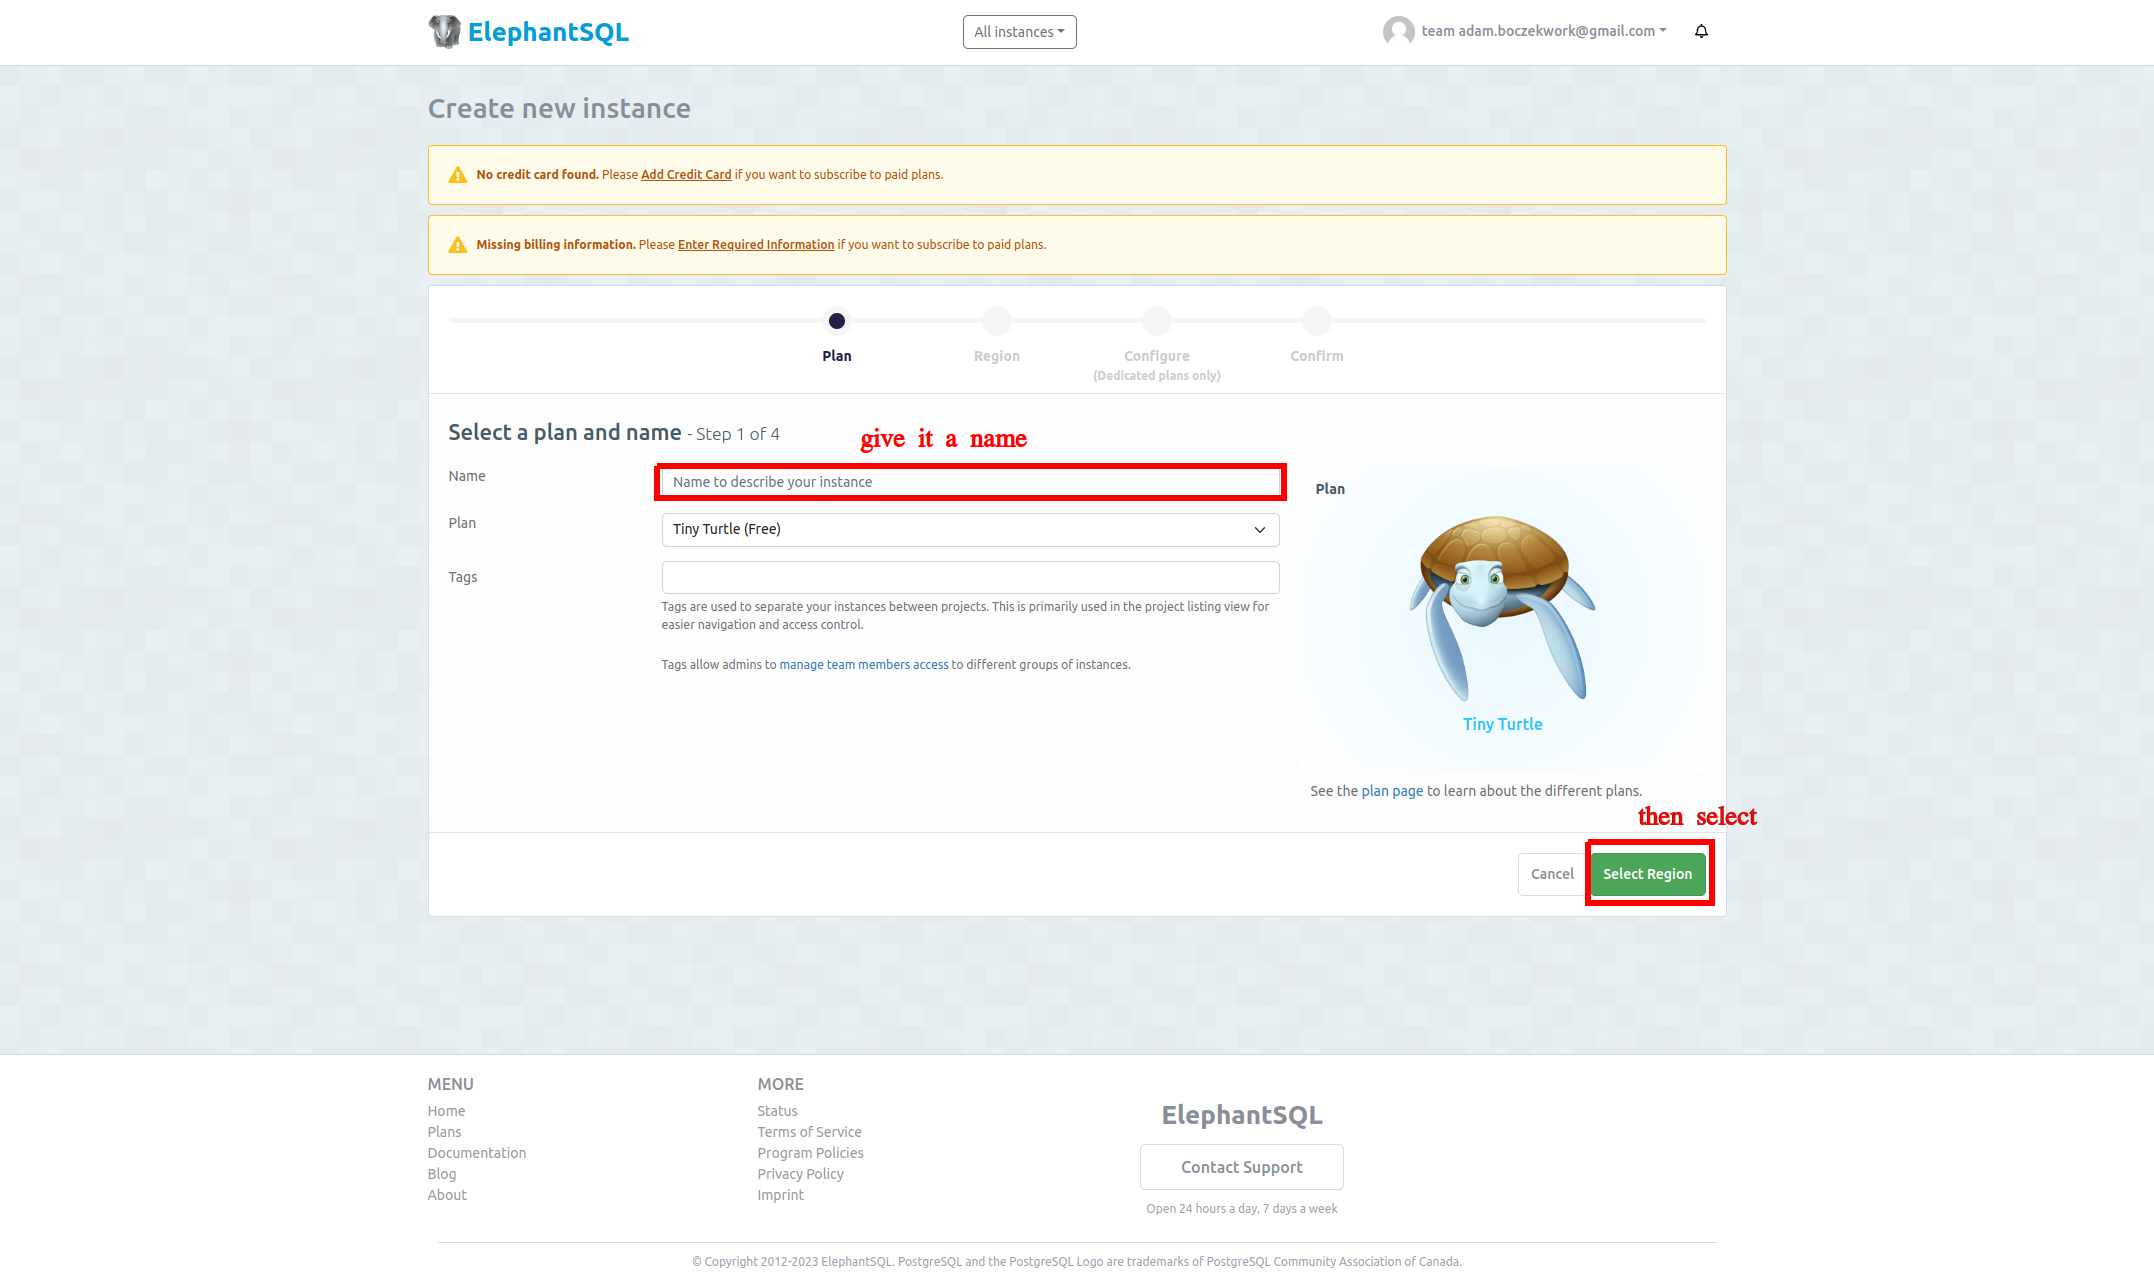 ElephantSQL
All instances
team adam.boczekwork@gmail.com
Create new instance
No credit card found. Please Add Credit Card if you want to subscribe to paid plans.
Missing billing information. Please Enter Required Information if you want to subscribe to paid plans.
Plan
Region
Configure
(Dedicated plans only)
Confirm
Select a plan and name - Step 1 of 4
give it a name
Name
Name to describe your instance
Plan
Tiny Turtle (Free)
Tags
Tags are used to separate your instances between projects. This is primarily used in the project listing view for
easier navigation and access control.
Tags allow admins to manage team members access to different groups of instances.
Plan
Tiny Turtle
See the plan page to learn about the different plans.
then select
Cancel
Select Region
MENU
Home
Plans
Documentation
Blog
About
MORE
Status
Terms of Service
Program Policies
Privacy Policy
Imprint
ElephantSQL
Contact Support
Open 24 hours a day, 7 days a week
© Copyright 2012-2023 ElephantSQL. PostgreSQL and the PostgreSQL Logo are trademarks of PostgreSQL Community Association of Canada.